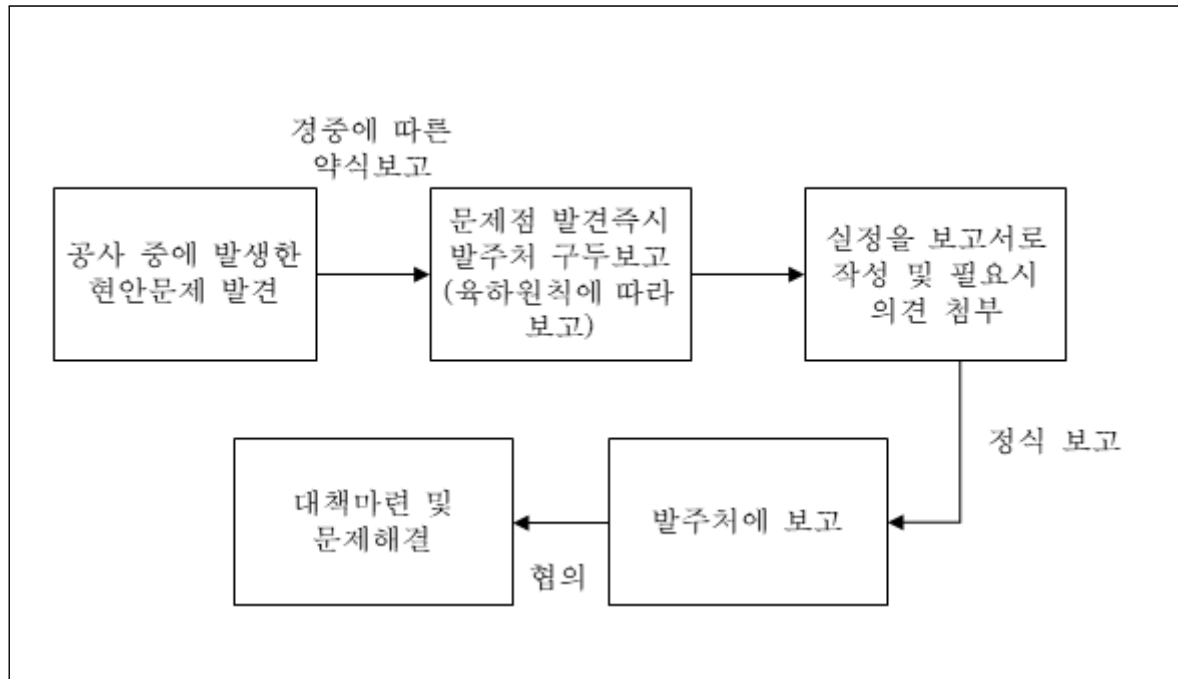 경중에 따른
약식보고
공사 중에 발생한
현안문제 발견
문제점 발견즉시
발주처 구두보고
(육하원칙에 따라
보고)
실정을 보고서로
작성 및 필요시
의견 첨부
정식 보고
발주처에 보고
협의
대책마련 및
문제해결